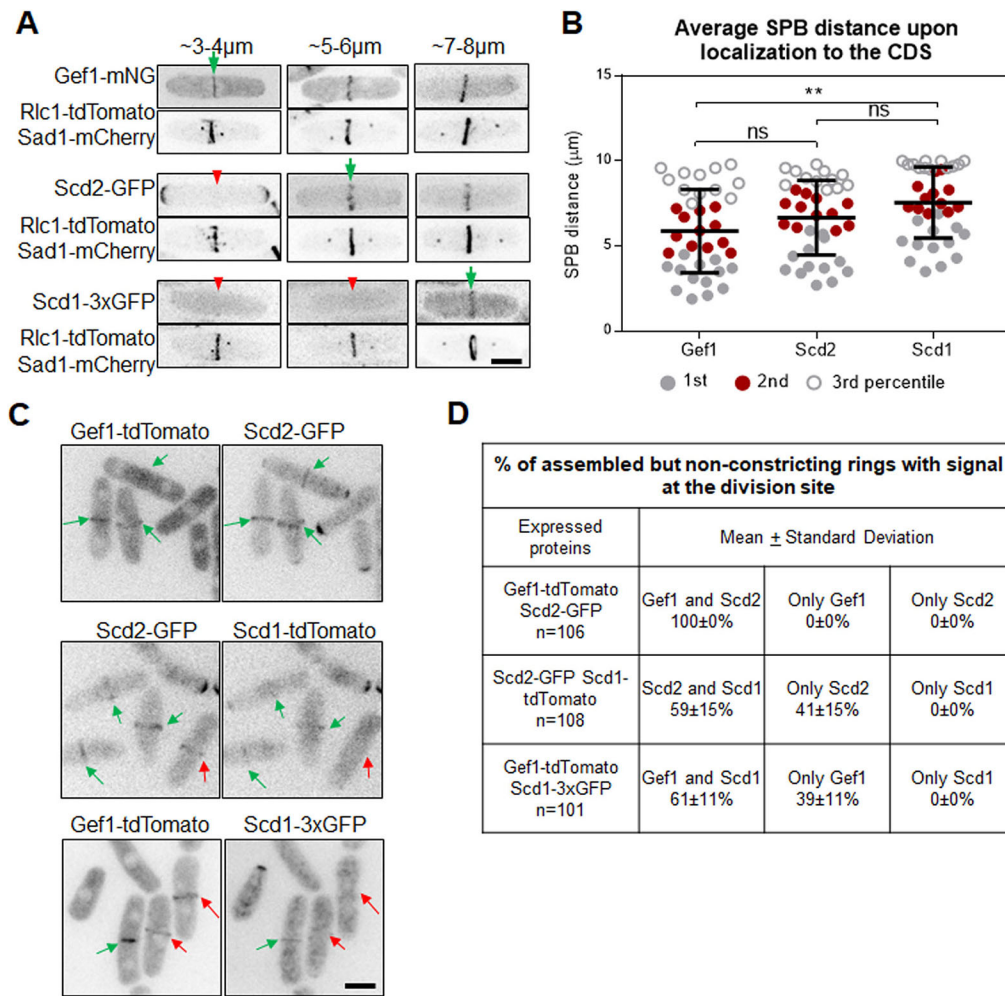 A
~3-4µm ~5-6µm ~7-8µm
Gef1-mNG
Rlc1-tdTomato
Sad1-mCherry
Scd2-GFP
Rlc1-tdTomato
Sad1-mCherry
Scd1-3xGFP
Rlc1-tdTomato
Sad1-mCherry
B
Average SPB distance upon
localization to the CDS
15
10
5
0
SPB distance (µm)
**
ns
ns
Gef1 Scd2 Scd1
1st 2nd 3rd percentile
C
Gef1-tdTomato Scd2-GFP
Scd2-GFP Scd1-tdTomato
Gef1-tdTomato Scd1-3xGFP
D
% of assembled but non-constricting rings with signal
at the division site
Expressed
proteins
Mean ± Standard Deviation
Gef1-tdTomato
Scd2-GFP
n=106
Gef1 and Scd2
100±0%
Only Gef1
0±0%
Only Scd2
0±0%
Scd2-GFP Scd1-
tdTomato
n=108
Scd2 and Scd1
59±15%
Only Scd2
41±15%
Only Scd1
0±0%
Gef1-tdTomato
Scd1-3xGFP
n=101
Gef1 and Scd1
61±11%
Only Gef1
39±11%
Only Scd1
0±0%